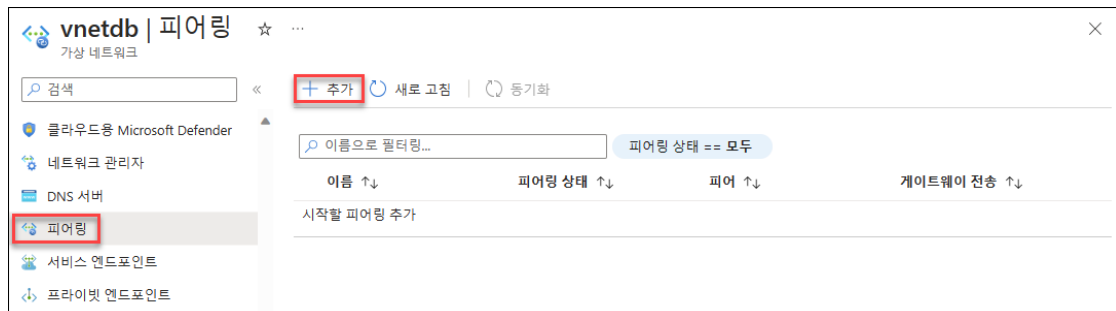 vnetdb | 피어링
가상 네트워크
검색
추가 새로 고침 동기화
클라우드용 Microsoft Defender
이름으로 필터링... 피어링 상태 == 모두
네트워크 관리자
이름 피어링 상태 피어 게이트웨이 전송
DNS 서버
시작할 피어링 추가
피어링
서비스 엔드포인트
프라이빗 엔드포인트